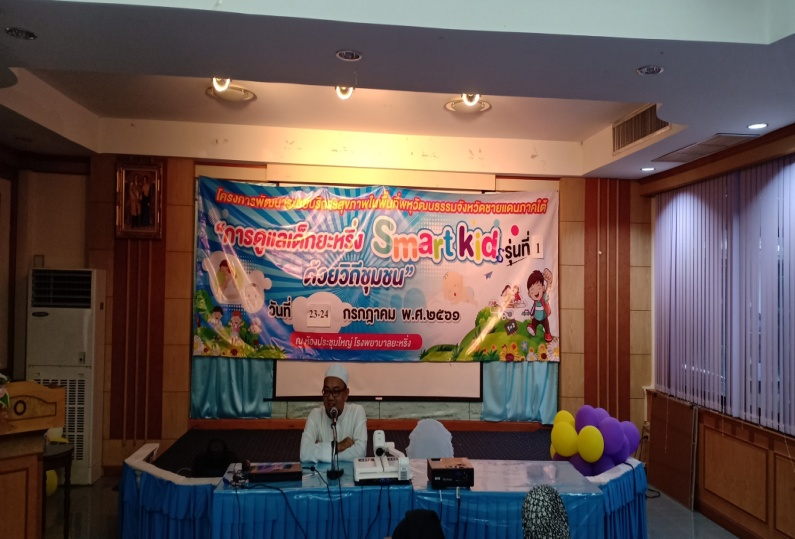 โครงการพัฒนาระบบบริการสุขภาพในพื้นที่พหุวัฒนธรรมจังหวัดชายแดนภาคใต้
“การดูแลเด็กยะหริ่ง Smart kids รุ่นที่ 1
ด้วยวิถีชุมชน”
วันที่ 23-24 กรกฎาคม พ.ศ.๒๕๖๑
ณ ห้องประชุมใหญ่ โรงพยาบาลยะหริ่ง